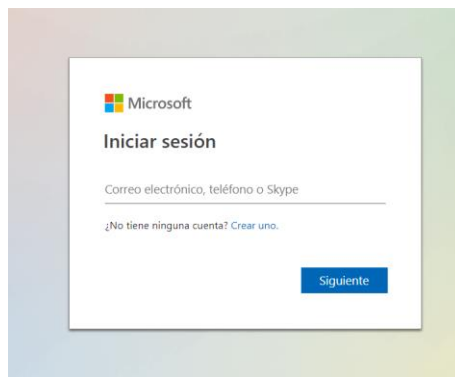 Microsoft
Iniciar sesión
Correo electrónico, teléfono o Skype
¿No tiene ninguna cuenta? Crear uno.
Siguiente